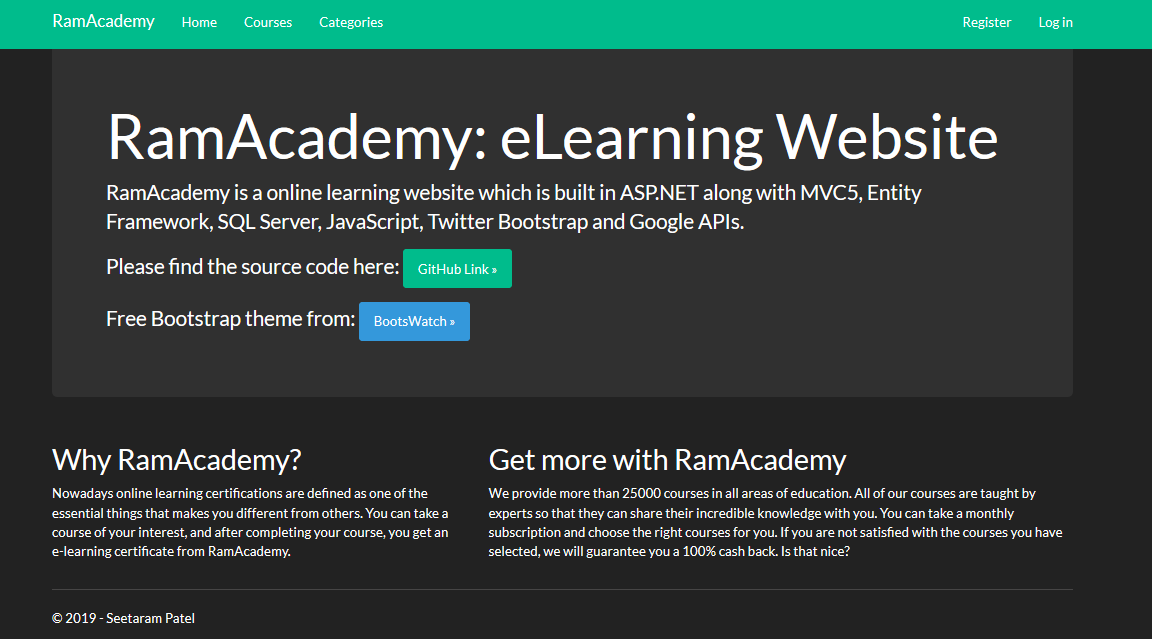 RamAcademy Home Courses Categories Register Log in
RamAcademy: eLearning Website
RamAcademy is a online learning website which is built in ASP.NET along with MVC5, Entity
Framework, SQL Server, JavaScript, Twitter Bootstrap and Google APIs.
Please find the source code here: GitHub Link »
Free Bootstrap theme from: BootsWatch »
Why RamAcademy?
Nowadays online learning certifications are defined as one of the
essential things that makes you different from others. You can take a
course of your interest, and after completing your course, you get an
e-learning certificate from RamAcademy.
Get more with RamAcademy
We provide more than 25000 courses in all areas of education. All of our courses are taught by
experts so that they can share their incredible knowledge with you. You can take a monthly
subscription and choose the right courses for you. If you are not satisfied with the courses you have
selected, we will guarantee you a 100% cash back. Is that nice?
© 2019 - Seetaram Patel